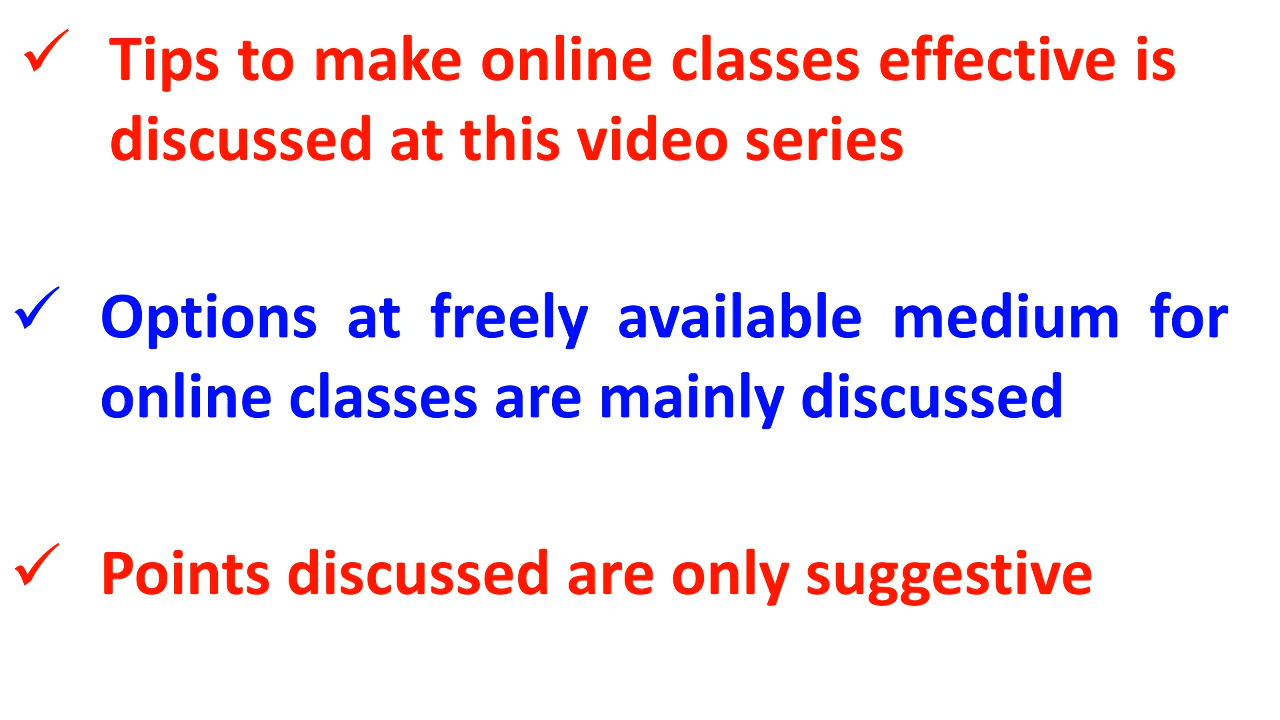 ✓ Tips to make online classes effective is
discussed at this video series
✓ Options at freely available medium for
online classes are mainly discussed
✓ Points discussed are only suggestive